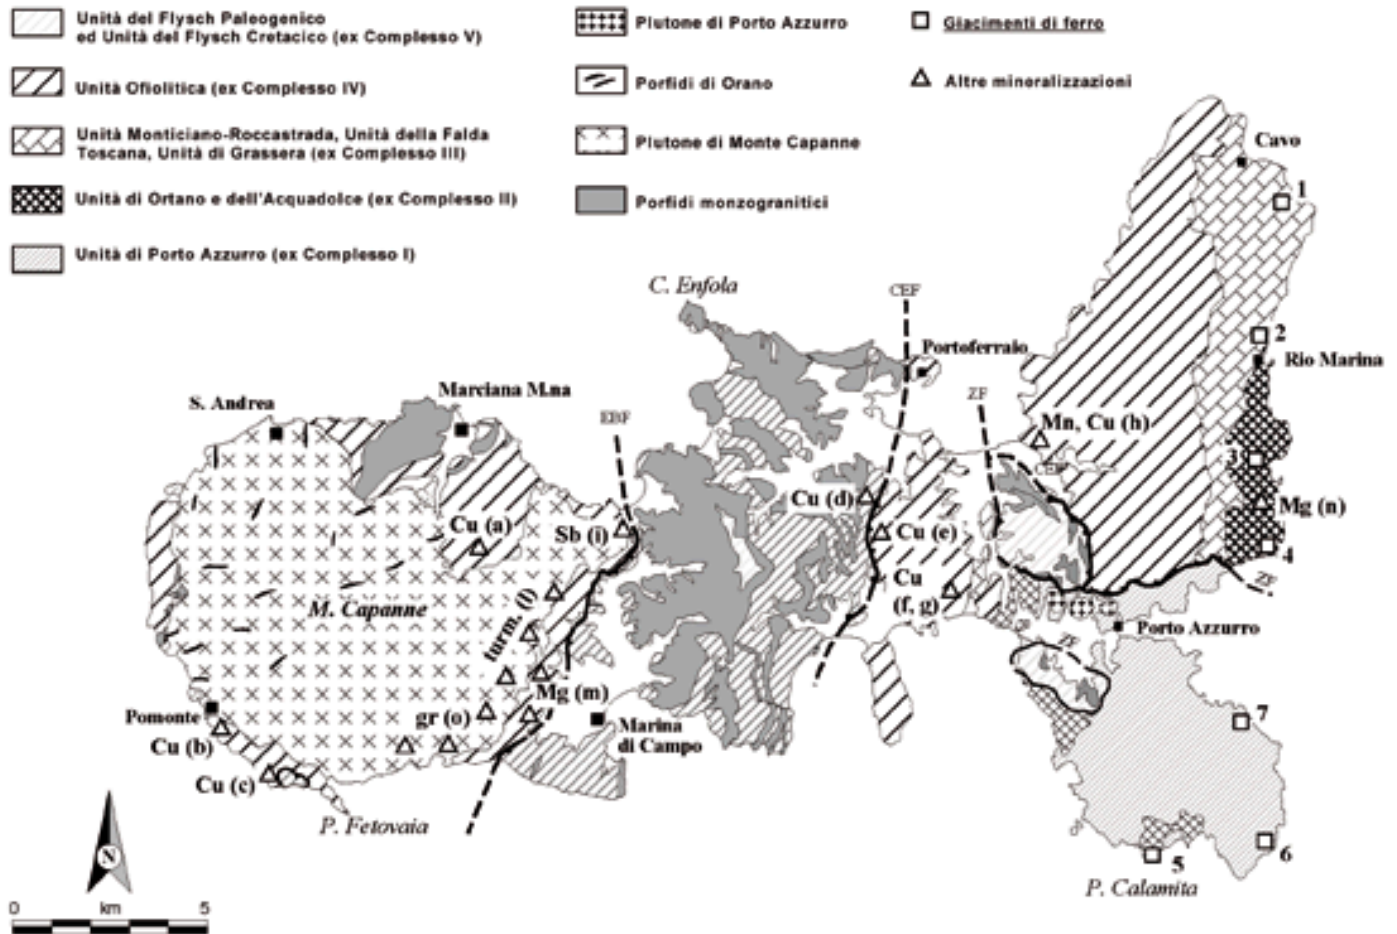 Unità del Flysch Paleogenico
ed Unità del Flysch Cretacico (ex Complesso V)
Unità Ofiolitica (ex Complesso IV)
Unità Monticiano-Roccastrada, Unità della Falda
Toscana, Unità di Grassera (ex Complesso III)
Unità di Ortano e dell'Acquadolce (ex Complesso II)
Unità di Porto Azzurro (ex Complesso I)
Plutone di Porto Azzurro
Porfidi di Orano
Plutone di Monte Capanne
Porfidi monzogranitici
Giacimenti di ferro
Altre mineralizzazioni
Cavo
1
C. Enfola
CEF
2
Portoferraio
Rio Marina
Marciana M.na
S. Andrea
ZF
EBF
Mn, Cu (h)
3
CEF
Cu (d)
Mg (n)
Cu (a)
Sb (i)
Cu (e)
4
Cu
(f, g)
ZF
M. Capanne
turm. (l)
Porto Azzurro
ZF
Mg (m)
gr (o)
Pomonte
Marina
di Campo
7
Cu (b)
Cu (c)
P. Fetovaia
6
5
P. Calamita
N
0 km 5